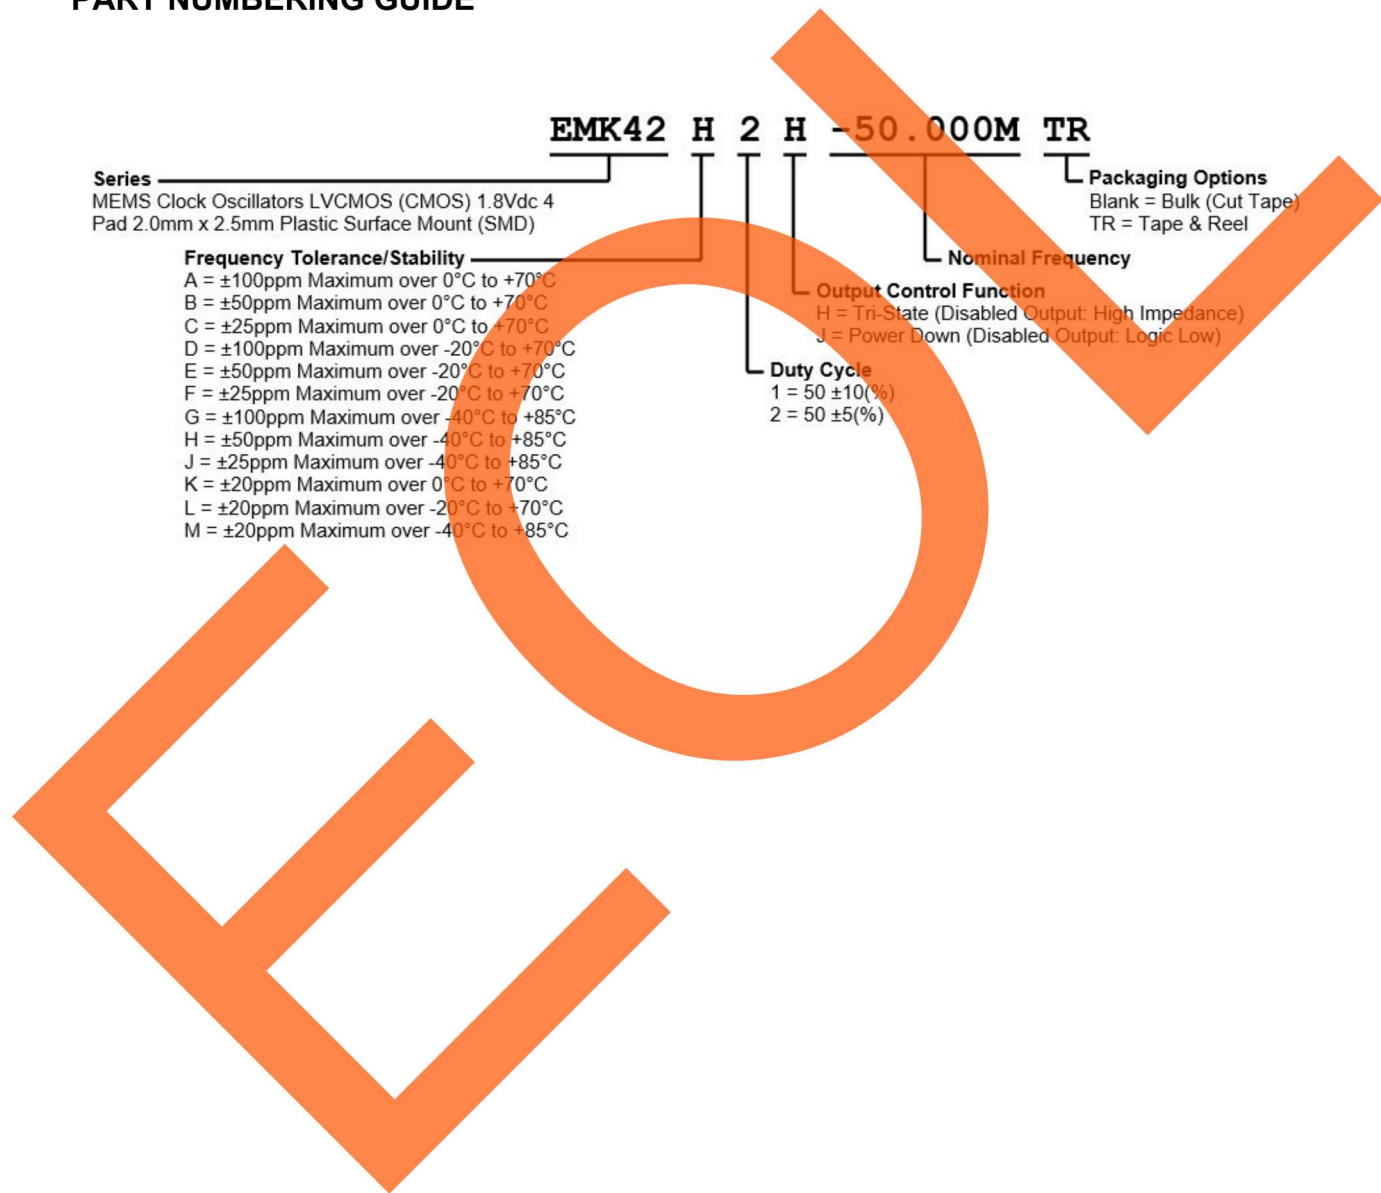 PART NUMBERING GUIDE
EMK42 H 2 H -50.000M TR
Series
MEMS Clock Oscillators LVCMOS (CMOS) 1.8Vdc 4
Pad 2.0mm x 2.5mm Plastic Surface Mount (SMD)
Frequency Tolerance/Stability
A = ±100ppm Maximum over 0°C to +70°C
B = ±50ppm Maximum over 0°C to +70°C
C = ±25ppm Maximum over 0°C to +70°C
D = ±100ppm Maximum over -20°C to +70°C
E = ±50ppm Maximum over -20°C to +70°C
F = ±25ppm Maximum over -20°C to +70°C
G = ±100ppm Maximum over -40°C to +85°C
H = ±50ppm Maximum over -40°C to +85°C
J = ±25ppm Maximum over -40°C to +85°C
K = ±20ppm Maximum over 0°C to +70°C
L = ±20ppm Maximum over -20°C to +70°C
M = ±20ppm Maximum over -40°C to +85°C
Packaging Options
Blank = Bulk (Cut Tape)
TR = Tape & Reel
Nominal Frequency
Output Control Function
H = Tri-State (Disabled Output: High Impedance)
J = Power Down (Disabled Output: Logic Low)
Duty Cycle
1 = 50 ±10(%)
2 = 50 ±5(%)
EOL